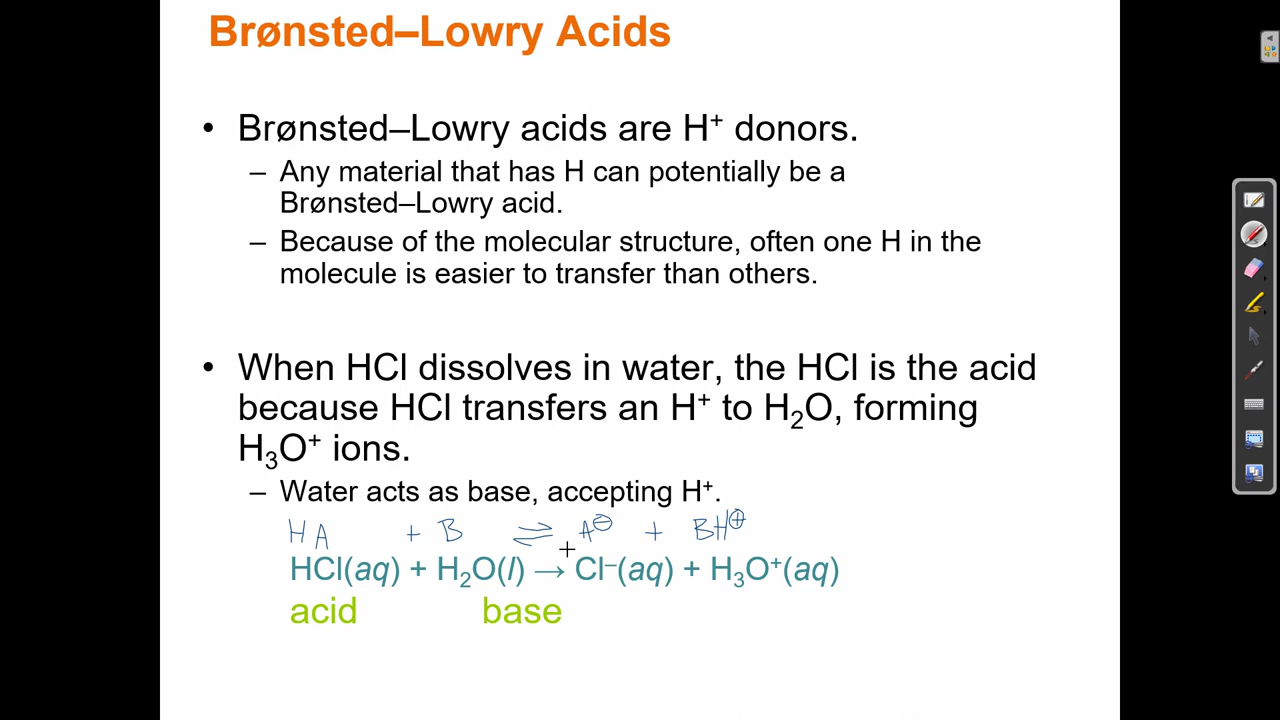 Brønsted–Lowry Acids
• Brønsted–Lowry acids are H⁺ donors.
– Any material that has H can potentially be a
Brønsted–Lowry acid.
– Because of the molecular structure, often one H in the
molecule is easier to transfer than others.
• When HCl dissolves in water, the HCl is the acid
because HCl transfers an H⁺ to H₂O, forming
H₃O⁺ ions.
– Water acts as base, accepting H⁺.
HA + B ⇌ A⊖ + BH⊕
HCl(aq) + H₂O(l) → Cl⁻(aq) + H₃O⁺(aq)
acid base